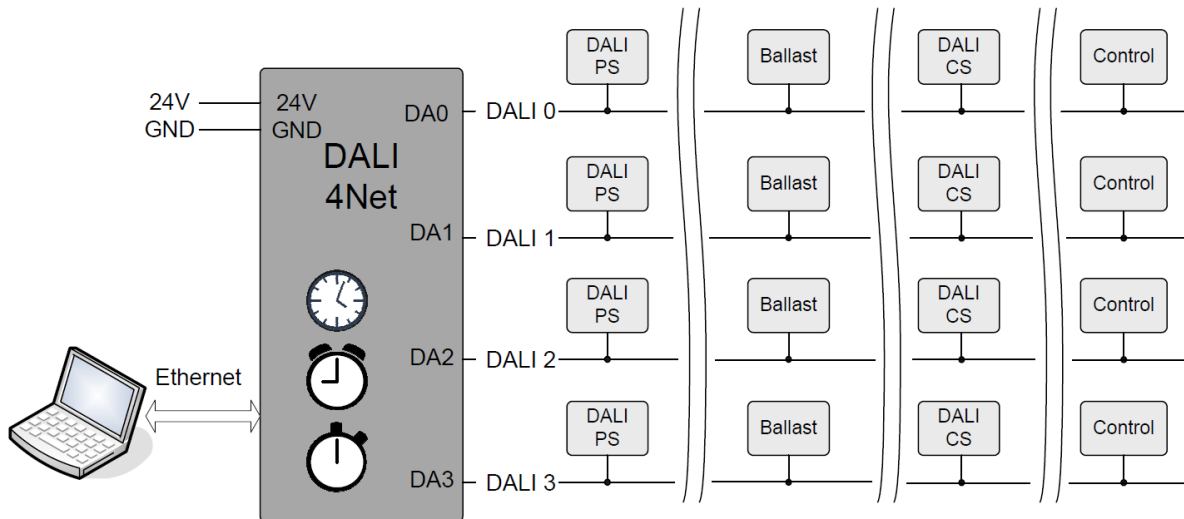 24V
GND
24V
GND
DALI
4Net
DA0
DALI 0
DALI
PS
Ballast
DALI
CS
Control
DA1
DALI 1
DALI
PS
Ballast
DALI
CS
Control
DA2
DALI 2
DALI
PS
Ballast
DALI
CS
Control
Ethernet
DA3
DALI 3
DALI
PS
Ballast
DALI
CS
Control